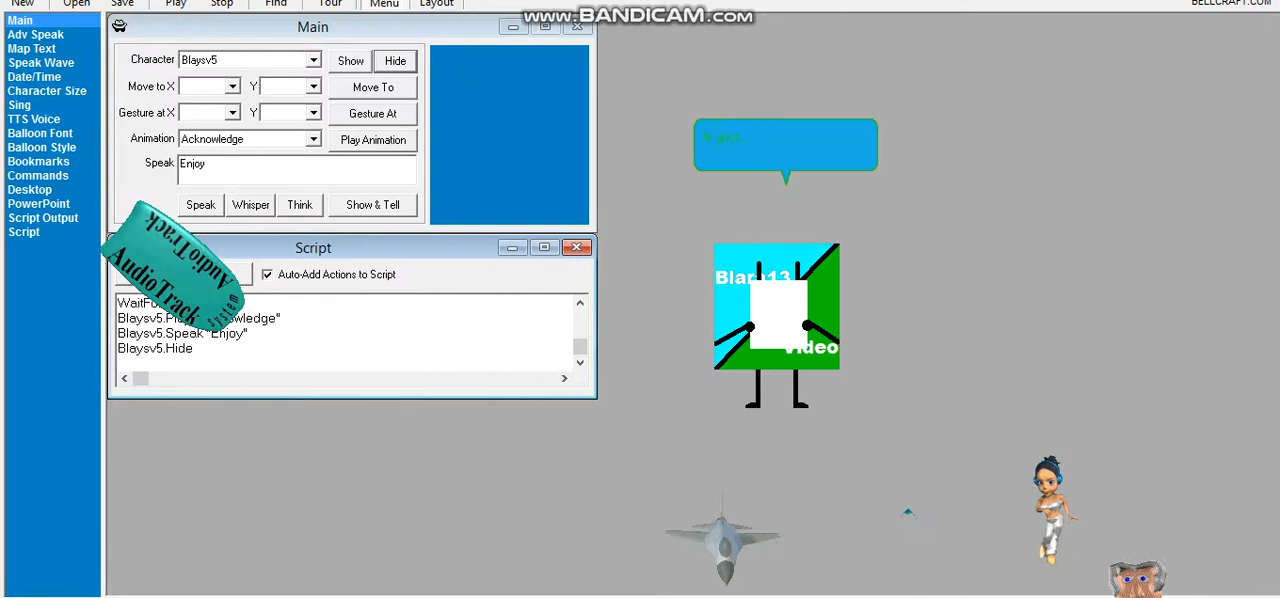 New Open Save Play Stop Find Tour Menu Layout
BELLCRAFT.COM
www.BANDICAM.com
Main
Adv Speak
Map Text
Speak Wave
Date/Time
Character Size
Sing
TTS Voice
Balloon Font
Balloon Style
Bookmarks
Commands
Desktop
PowerPoint
Script Output
Script
Main
Character Blaysv5 Show Hide
Move to X Y Move To
Gesture at X Y Gesture At
Animation Acknowledge Play Animation
Speak Enjoy
Speak Whisper Think Show & Tell
Script
Auto-Add Actions to Script
Blaysv5.Speak "Enjoy"
Blaysv5.Hide
AudioTrack
AudioTrack
System
Video